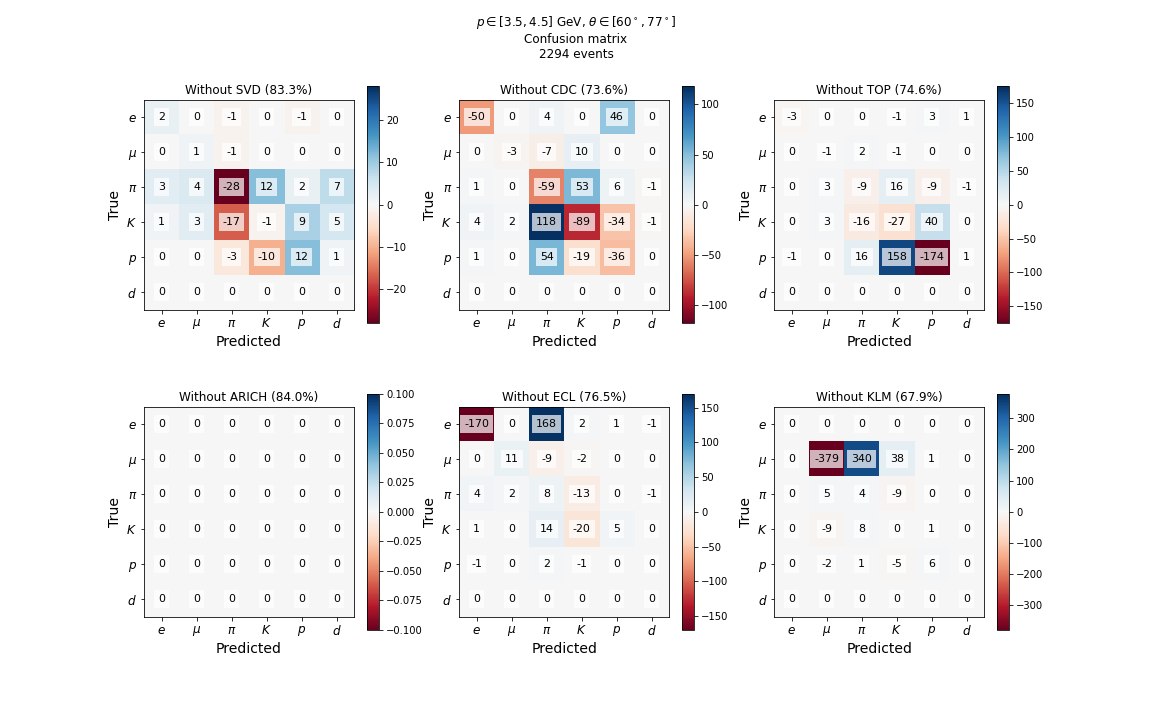 p ∈ [3.5, 4.5] GeV, θ ∈ [60°, 77°]
Confusion matrix
2294 events
Without SVD (83.3%)
True
e 2 0 -1 0 -1 0
μ 0 1 -1 0 0 0
π 3 4 -28 12 2 7
K 1 3 -17 -1 9 5
p 0 0 -3 -10 12 1
d 0 0 0 0 0 0
e μ π K p d
Predicted
20
10
0
−10
−20
Without CDC (73.6%)
True
e -50 0 4 0 46 0
μ 0 -3 -7 10 0 0
π 1 0 -59 53 6 -1
K 4 2 118 -89 -34 -1
p 1 0 54 -19 -36 0
d 0 0 0 0 0 0
e μ π K p d
Predicted
100
50
0
−50
−100
Without TOP (74.6%)
True
e -3 0 0 -1 3 1
μ 0 -1 2 -1 0 0
π 0 3 -9 16 -9 -1
K 0 3 -16 -27 40 0
p -1 0 16 158 -174 1
d 0 0 0 0 0 0
e μ π K p d
Predicted
150
100
50
0
−50
−100
−150
Without ARICH (84.0%)
True
e 0 0 0 0 0 0
μ 0 0 0 0 0 0
π 0 0 0 0 0 0
K 0 0 0 0 0 0
p 0 0 0 0 0 0
d 0 0 0 0 0 0
e μ π K p d
Predicted
0.100
0.075
0.050
0.025
0.000
−0.025
−0.050
−0.075
−0.100
Without ECL (76.5%)
True
e -170 0 168 2 1 -1
μ 0 11 -9 -2 0 0
π 4 2 8 -13 0 -1
K 1 0 14 -20 5 0
p -1 0 2 -1 0 0
d 0 0 0 0 0 0
e μ π K p d
Predicted
150
100
50
0
−50
−100
−150
Without KLM (67.9%)
True
e 0 0 0 0 0 0
μ 0 -379 340 38 1 0
π 0 5 4 -9 0 0
K 0 -9 8 0 1 0
p 0 -2 1 -5 6 0
d 0 0 0 0 0 0
e μ π K p d
Predicted
300
200
100
0
−100
−200
−300